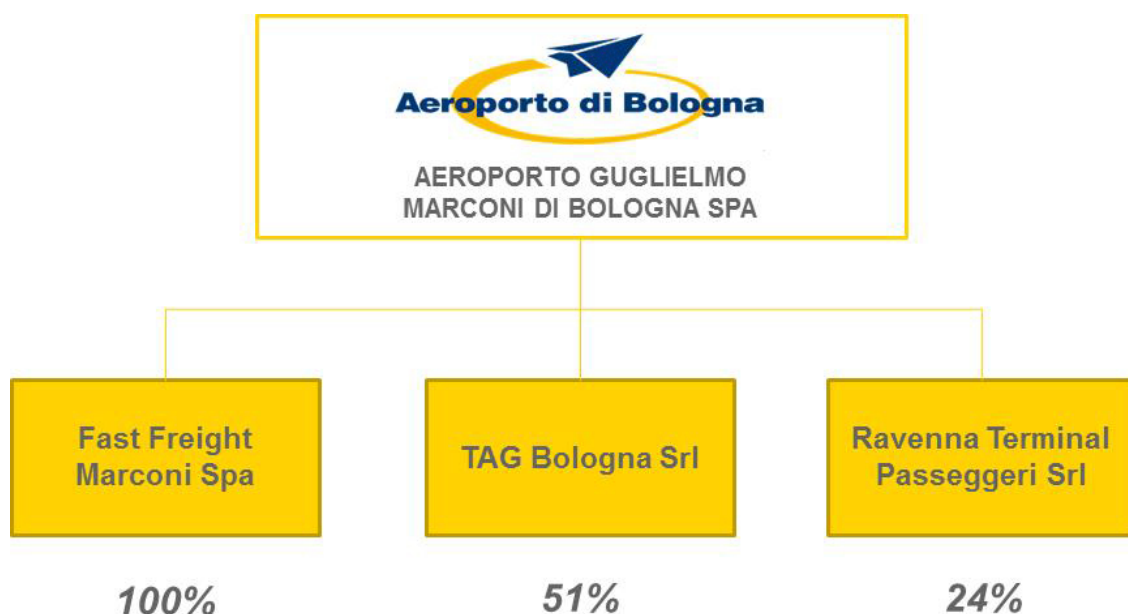 Aeroporto di Bologna
AEROPORTO GUGLIELMO
MARCONI DI BOLOGNA SPA
Fast Freight
Marconi Spa
TAG Bologna Srl
Ravenna Terminal
Passeggeri Srl
100%
51%
24%